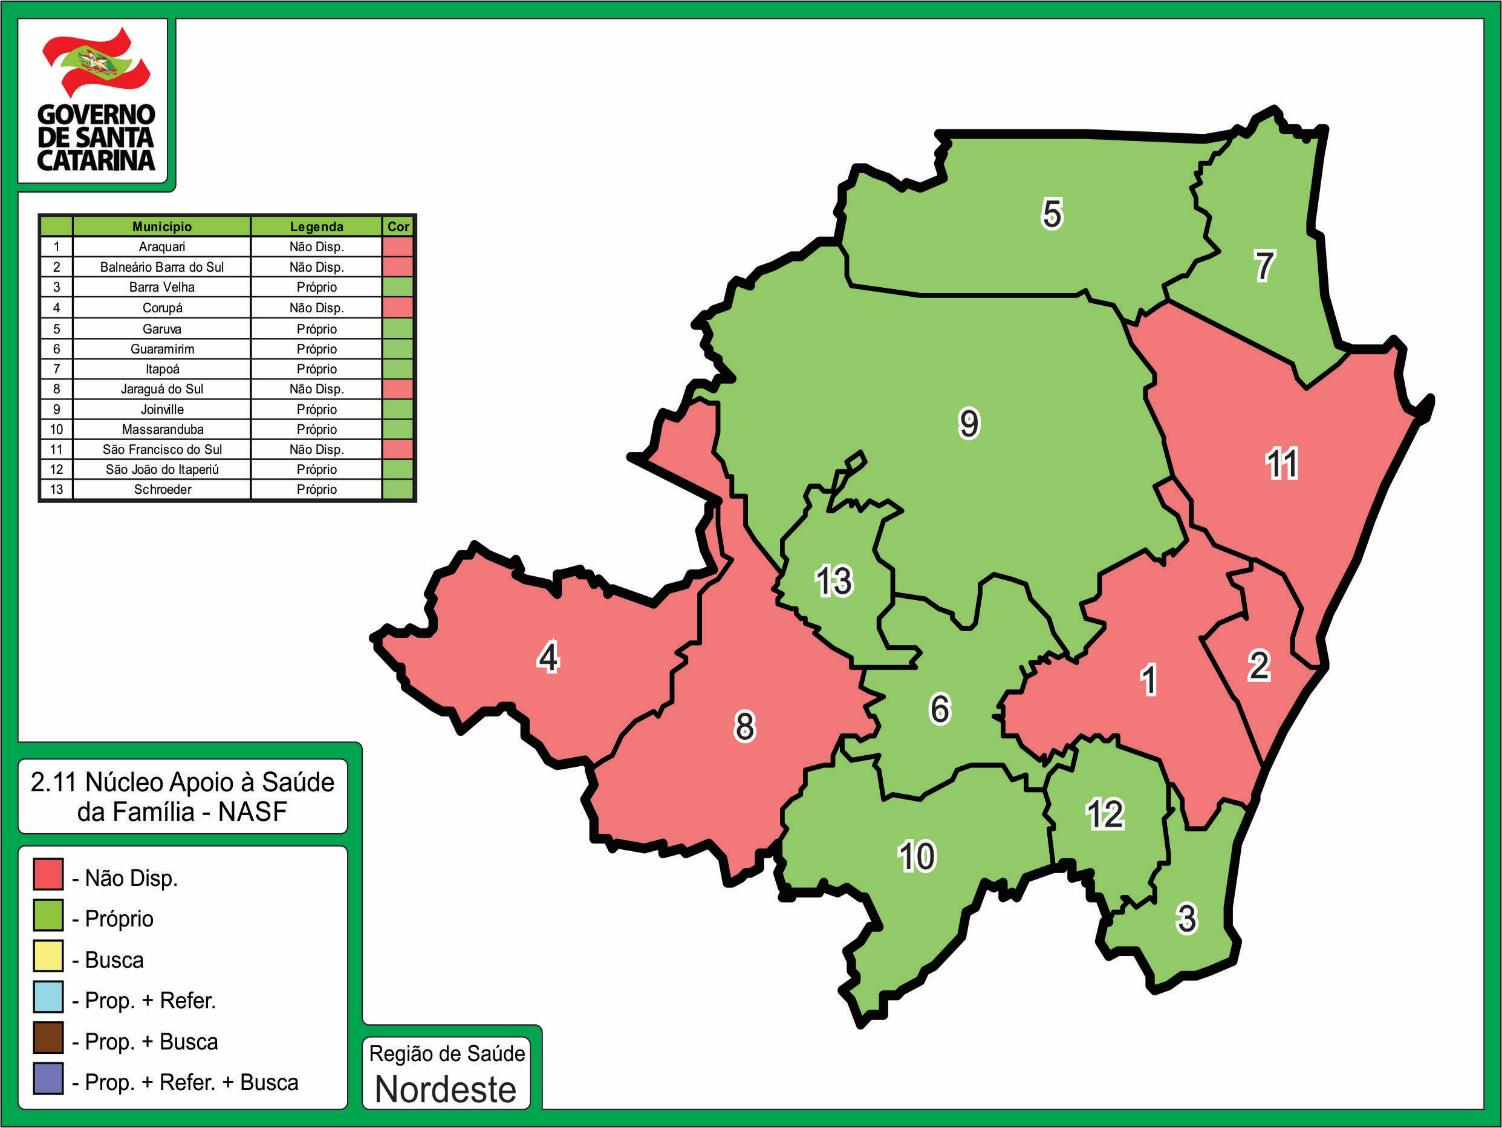 GOVERNO
DE SANTA
CATARINA
Município Legenda Cor
1 Araquari Não Disp.
2 Balneário Barra do Sul Não Disp.
3 Barra Velha Próprio
4 Corupá Não Disp.
5 Garuva Próprio
6 Guaramirim Próprio
7 Itapoá Próprio
8 Jaraguá do Sul Não Disp.
9 Joinville Próprio
10 Massaranduba Próprio
11 São Francisco do Sul Não Disp.
12 São João do Itaperiú Próprio
13 Schroeder Próprio
5
7
9
11
13
4
1
2
6
8
12
10
3
2.11 Núcleo Apoio à Saúde
da Família - NASF
- Não Disp.
- Próprio
- Busca
- Prop. + Refer.
- Prop. + Busca
- Prop. + Refer. + Busca
Região de Saúde
Nordeste